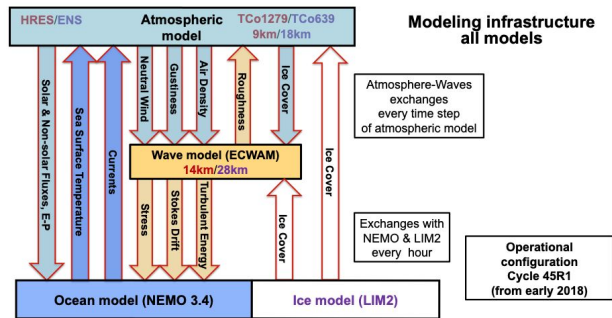 HRES/ENS
Atmospheric
model
TCo1279/TCo639
9km/18km
Modeling infrastructure
all models
Solar & Non-solar Fluxes, E-P
Sea Surface Temperature
Currents
Neutral Wind
Gustiness
Air Density
Roughness
Ice Cover
Ice Cover
Atmosphere-Waves
exchanges
every time step
of atmospheric model
Wave model (ECWAM)
14km/28km
Stress
Stokes Drift
Turbulent Energy
Ice Cover
Exchanges with
NEMO & LIM2
every hour
Operational
configuration
Cycle 45R1
(from early 2018)
Ocean model (NEMO 3.4)
Ice model (LIM2)